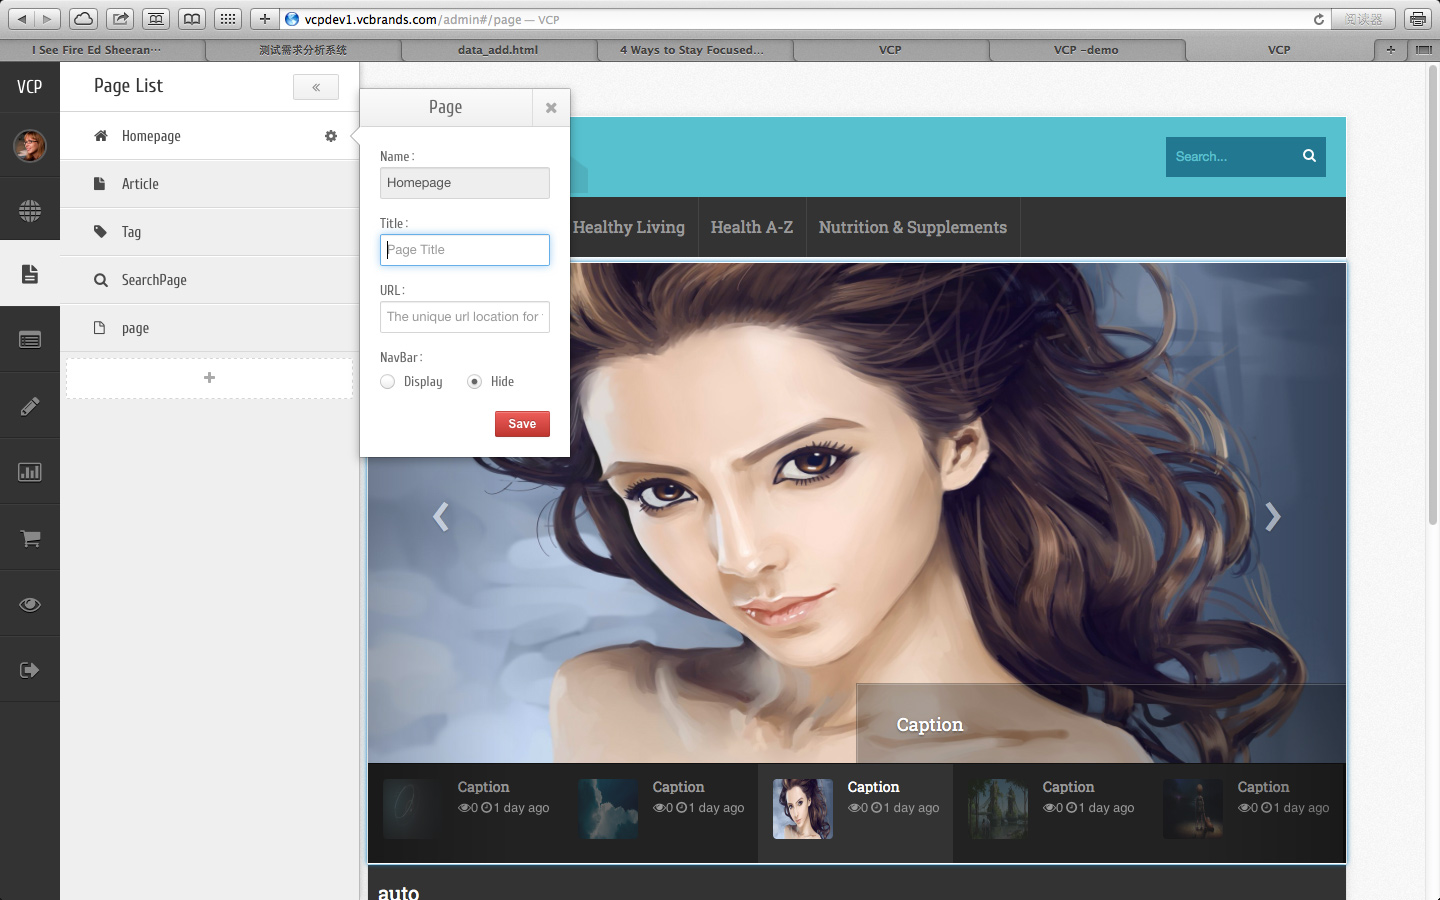 vcpdev1.vcbrands.com/admin#/page — VCP
阅读器
I See Fire Ed Sheeran…
测试需求分析系统
data_add.html
4 Ways to Stay Focused…
VCP
VCP -demo
VCP
VCP
Page List
Homepage
Article
Tag
SearchPage
page
Page
Name :
Homepage
Title :
Page Title
URL :
The unique url location for
NavBar :
Display
Hide
Save
Search...
Healthy Living
Health A-Z
Nutrition & Supplements
Caption
Caption
0 1 day ago
Caption
0 1 day ago
Caption
0 1 day ago
Caption
0 1 day ago
Caption
0 1 day ago
auto